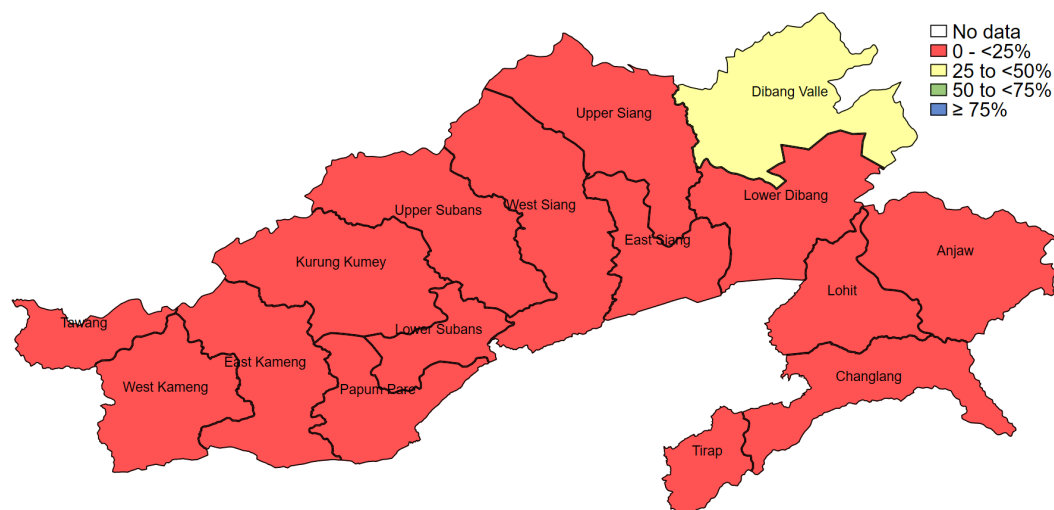 No data
0 - <25%
25 to <50%
50 to <75%
≥ 75%
Dibang Valle
Upper Siang
Lower Dibang
West Siang
Upper Subans
East Siang
Anjaw
Kurung Kumey
Lohit
Tawang
Lower Subans
East Kameng
Changlang
West Kameng
Papum Pare
Tirap